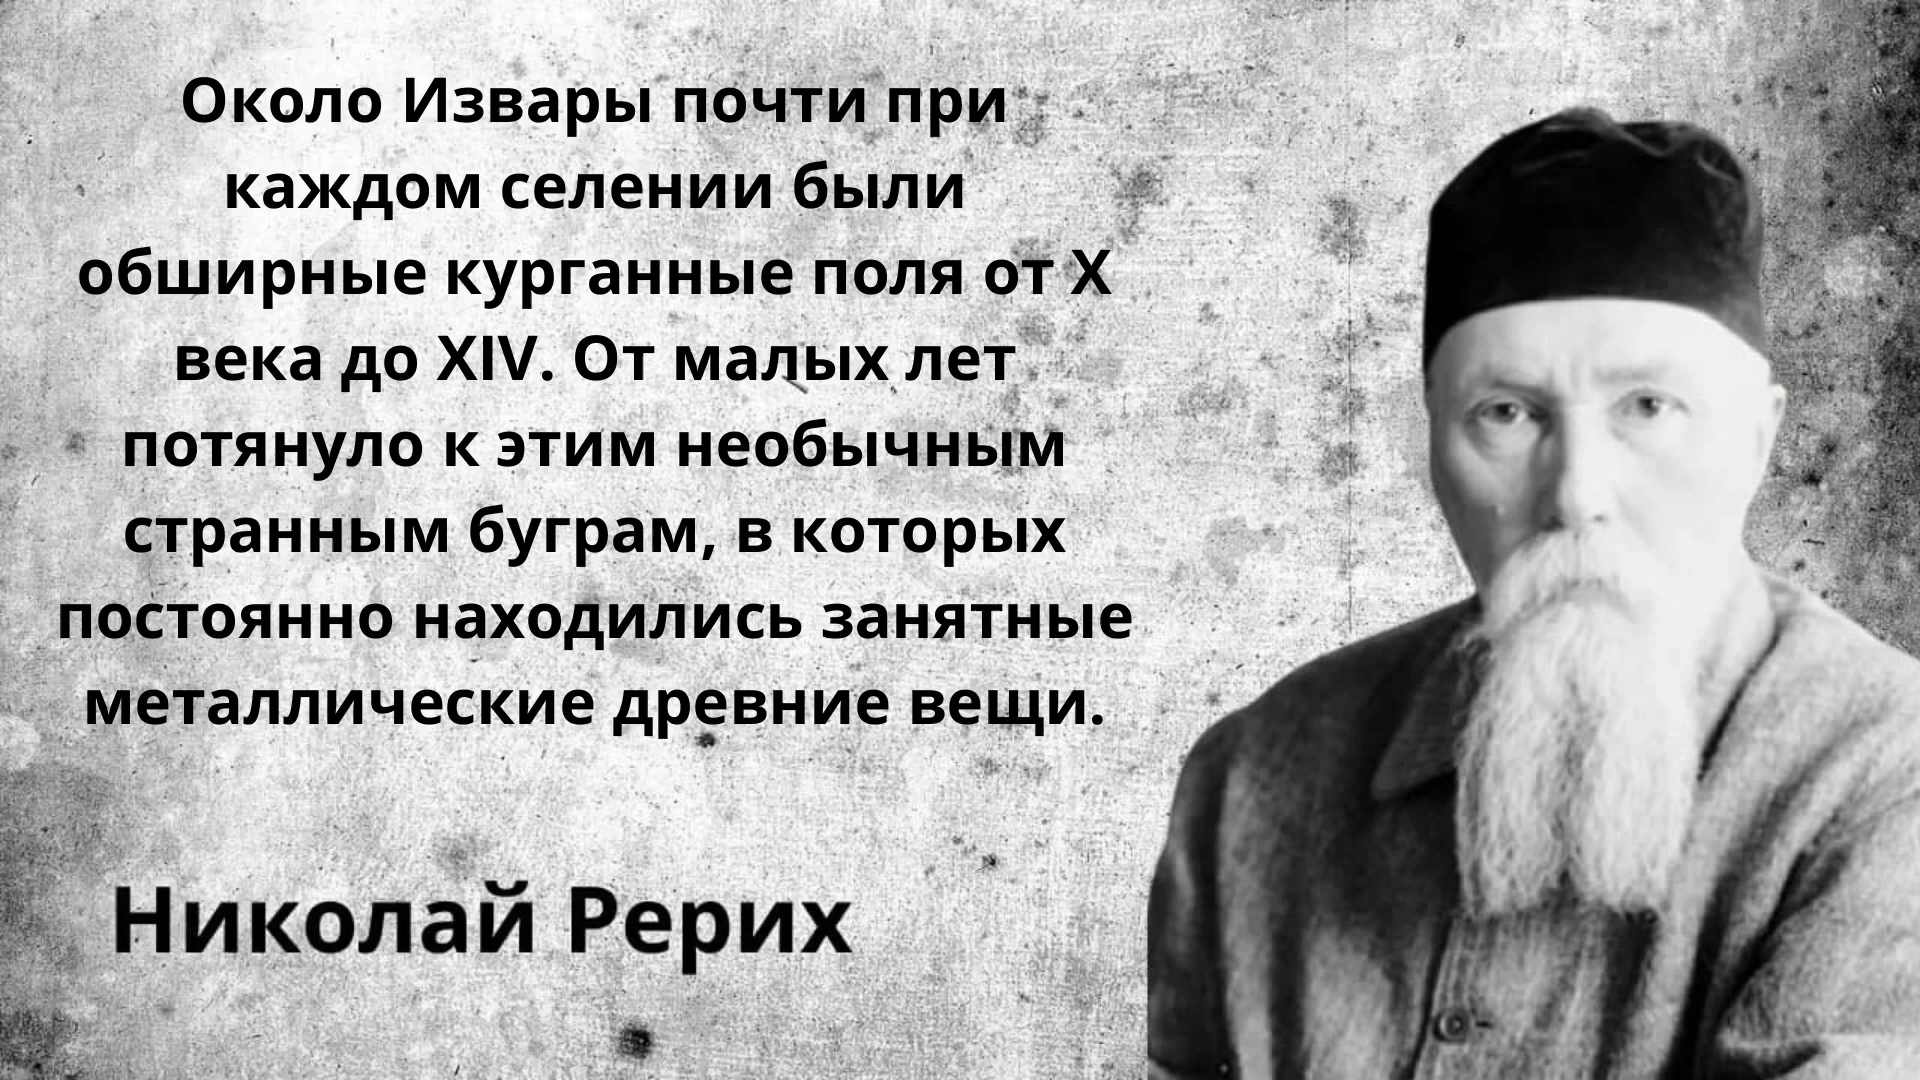 Около Извары почти при
каждом селении были
обширные курганные поля от X
века до XIV. От малых лет
потянуло к этим необычным
странным буграм, в которых
постоянно находились занятные
металлические древние вещи.
Николай Рерих